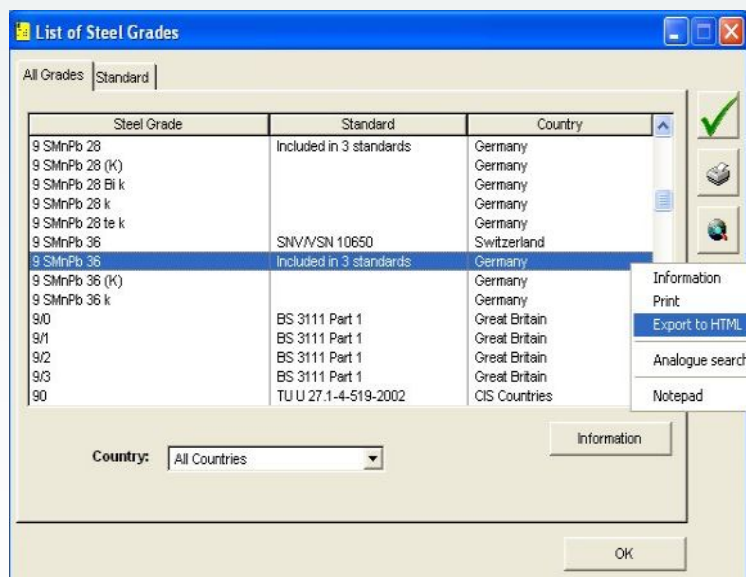 List of Steel Grades
All Grades Standard
Steel Grade Standard Country
9 SMnPb 28 Included in 3 standards Germany
9 SMnPb 28 (K) Germany
9 SMnPb 28 Bi k Germany
9 SMnPb 28 k Germany
9 SMnPb 28 te k Germany
9 SMnPb 36 SNV/VSN 10650 Switzerland
9 SMnPb 36 Included in 3 standards Germany
9 SMnPb 36 (K) Germany
9 SMnPb 36 k Germany
9/0 BS 3111 Part 1 Great Britain
9/1 BS 3111 Part 1 Great Britain
9/2 BS 3111 Part 1 Great Britain
9/3 BS 3111 Part 1 Great Britain
90 TU U 27.1-4-519-2002 CIS Countries
Information
Print
Export to HTML
Analogue search
Notepad
Information
Country: All Countries
OK